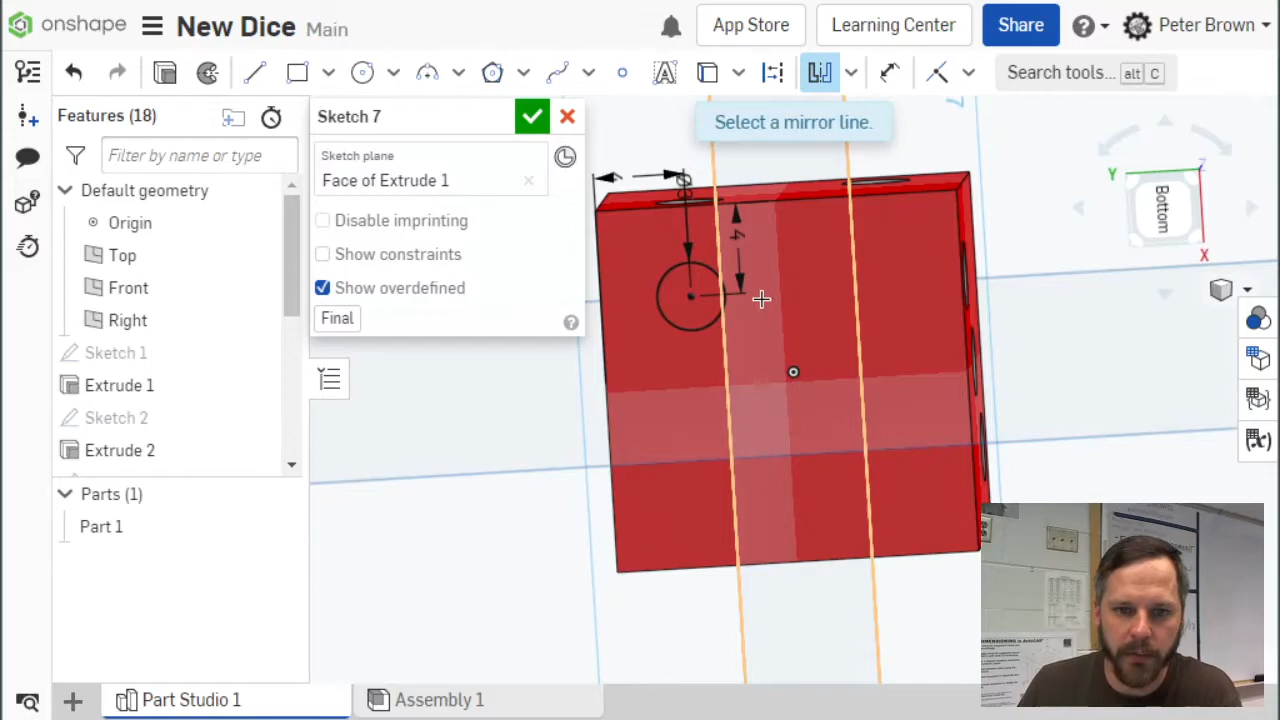 onshape
New Dice Main
App Store
Learning Center
Share
Peter Brown
Search tools... alt C
Features (18)
Filter by name or type
Default geometry
Origin
Top
Front
Right
Sketch 1
Extrude 1
Sketch 2
Extrude 2
Parts (1)
Part 1
Sketch 7
Sketch plane
Face of Extrude 1
Disable imprinting
Show constraints
Show overdefined
Final
Select a mirror line.
4
4
Y
Z
Bottom
X
Part Studio 1
Assembly 1